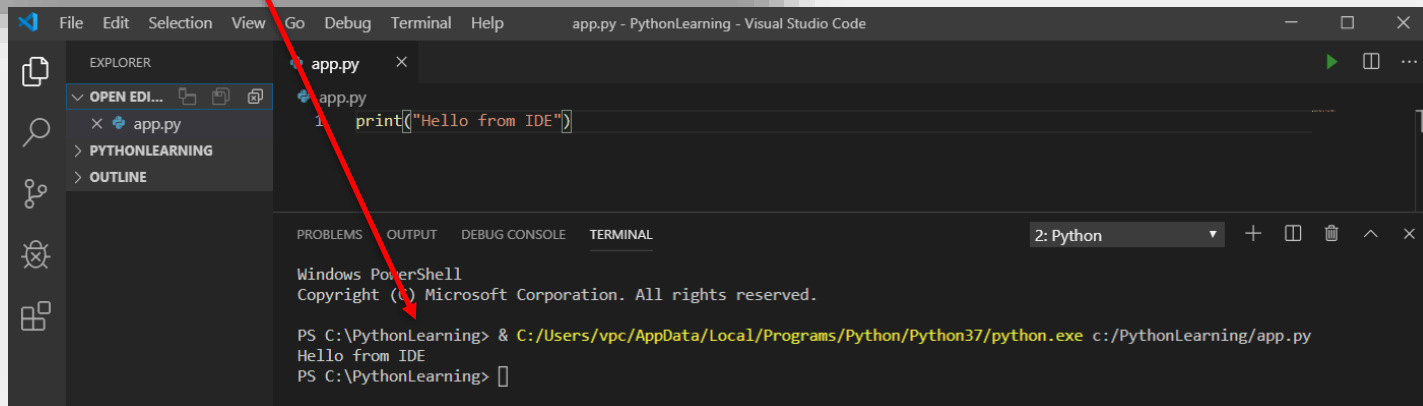 File Edit Selection View Go Debug Terminal Help app.py - PythonLearning - Visual Studio Code
EXPLORER
OPEN EDI...
app.py
PYTHONLEARNING
OUTLINE
app.py
app.py
1 print("Hello from IDE")
PROBLEMS OUTPUT DEBUG CONSOLE TERMINAL 2: Python
Windows PowerShell
Copyright (C) Microsoft Corporation. All rights reserved.
PS C:\PythonLearning> & C:/Users/vpc/AppData/Local/Programs/Python/Python37/python.exe c:/PythonLearning/app.py
Hello from IDE
PS C:\PythonLearning>